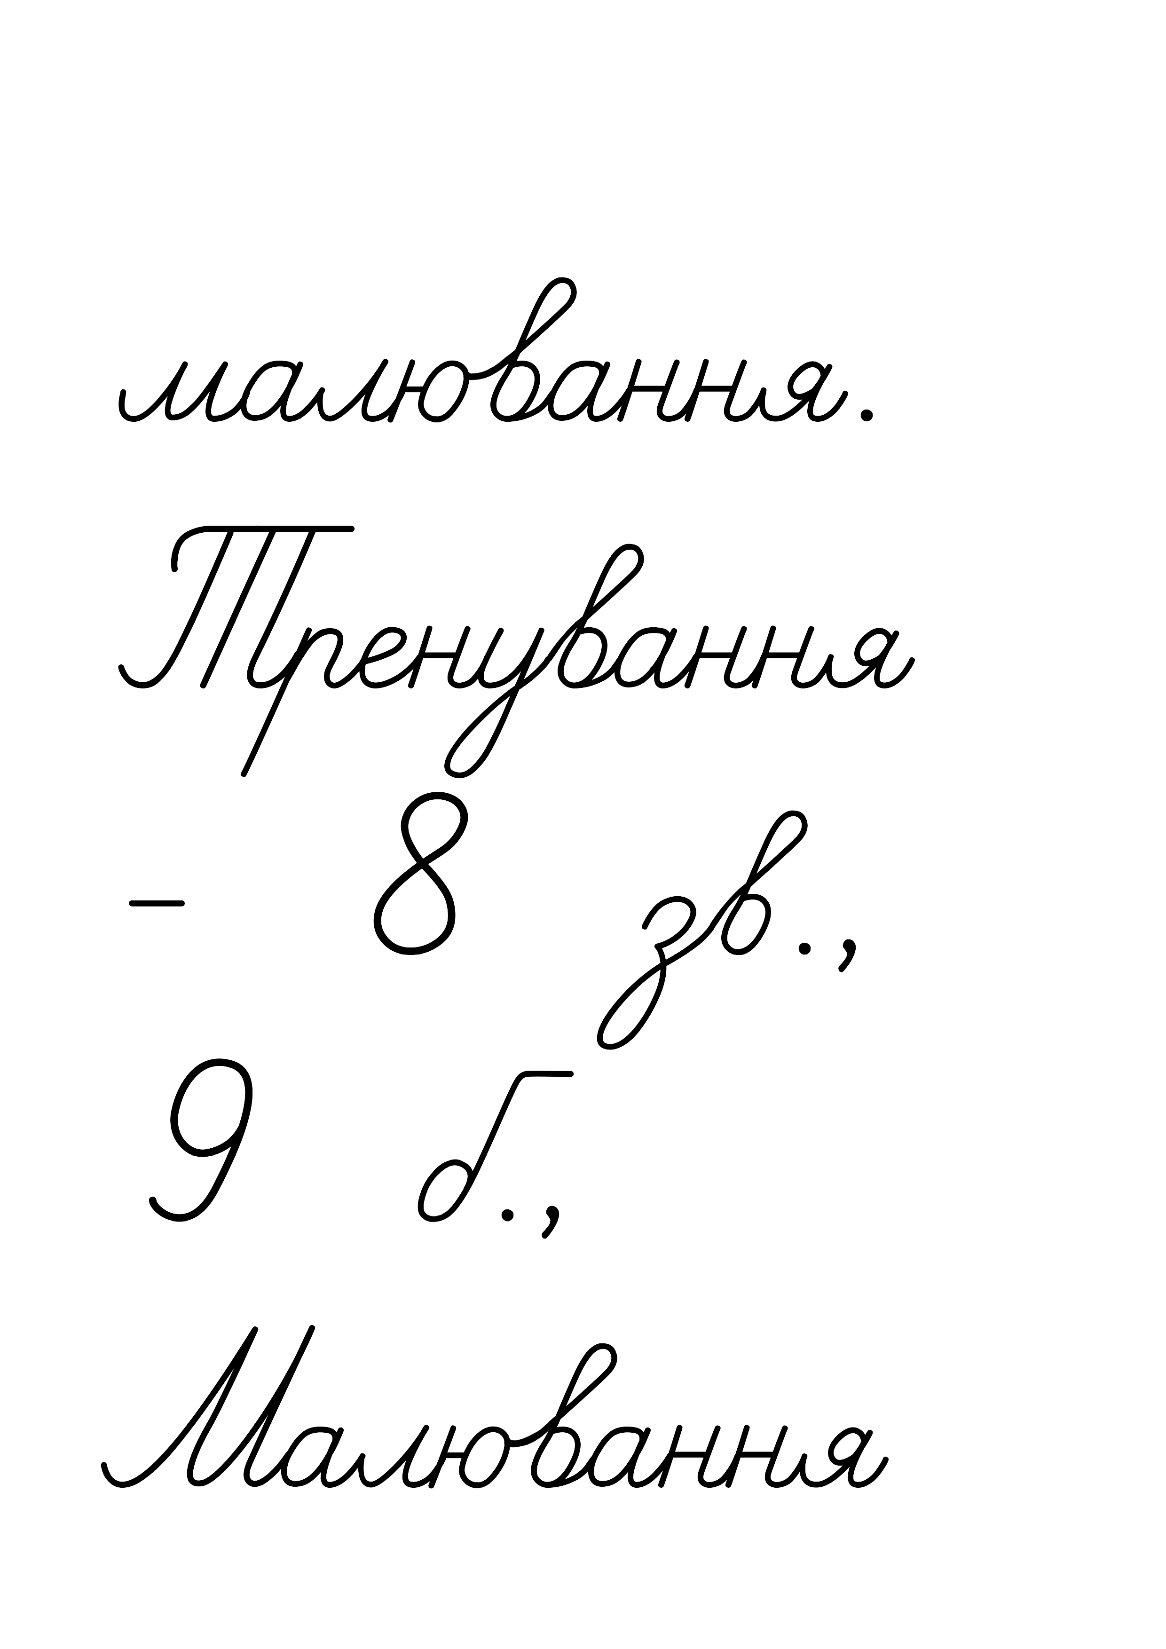 малювання.
Тренування
– 8 зв.,
9 б.,
Малювання